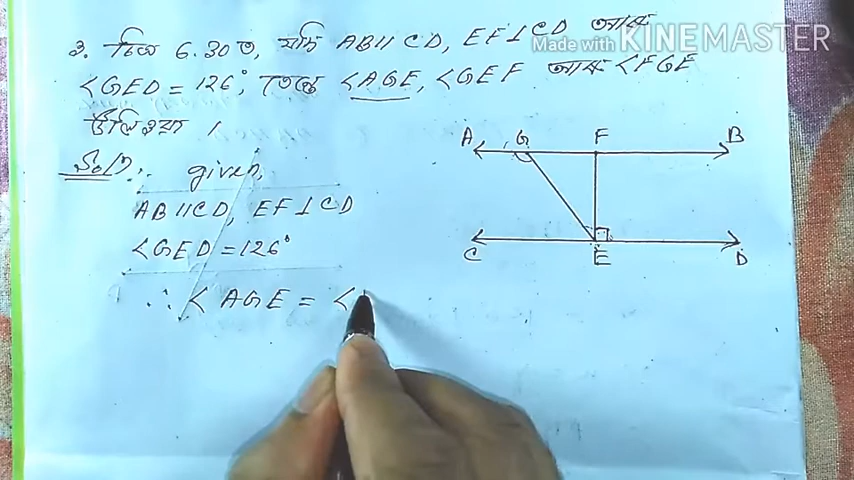 Made with KINEMASTER
3. চিত্ৰ 6.30ত, যদি AB || CD, EF⊥CD আৰু
∠GED = 126°, তেন্তে ∠AGE, ∠GEF আৰু ∠FGE
উলিওৱা ।
Solⁿ:- given,
AB || CD, EF⊥CD
∠GED = 126°
∴ ∠AGE = ∠
A G F B
C E D